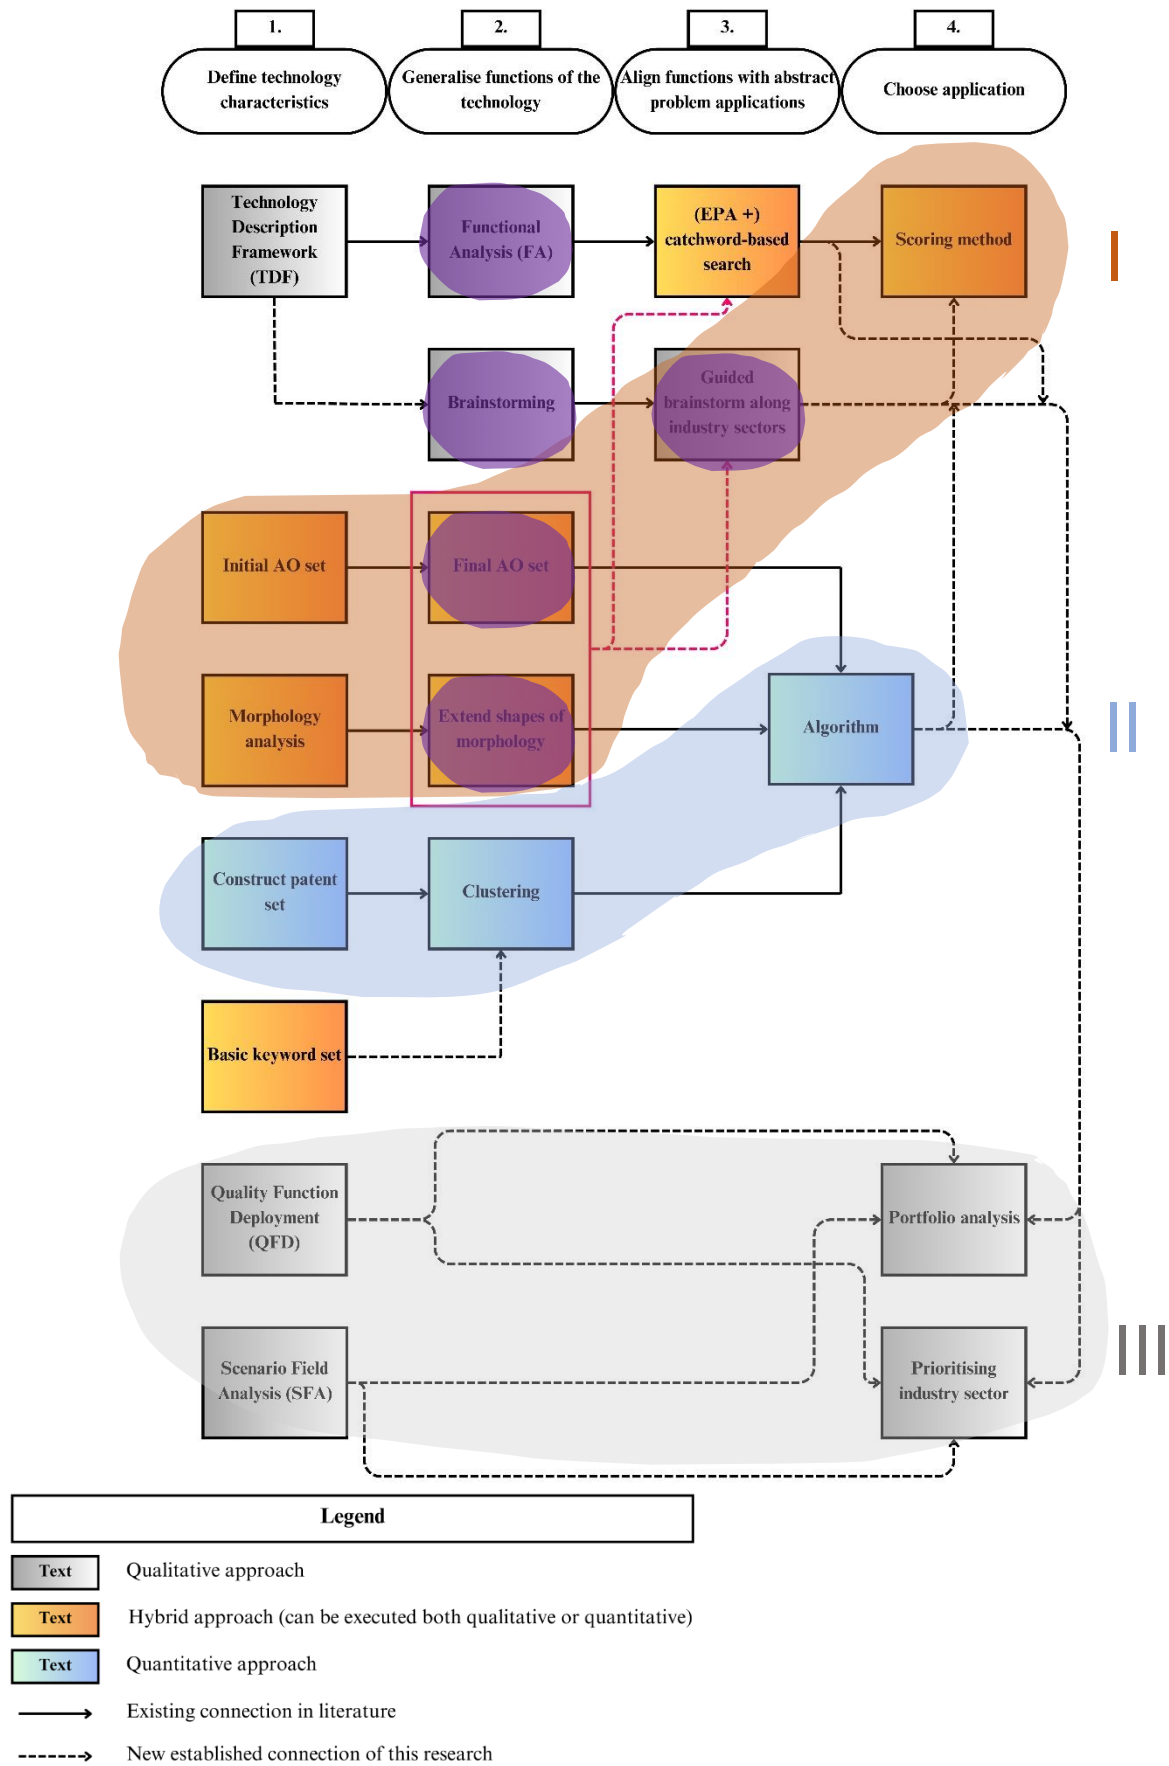 1.
2.
3.
4.
Define technology
characteristics
Generalise functions of the
technology
Align functions with abstract
problem applications
Choose application
Technology
Description
Framework
(TDF)
Functional
Analysis (FA)
(EPA +)
catchword-based
search
Scoring method
Brainstorming
Guided
brainstorm along
industry sectors
Initial AO set
Final AO set
Morphology
analysis
Extend shapes of
morphology
Algorithm
Construct patent
set
Clustering
Basic keyword set
Quality Function
Deployment
(QFD)
Portfolio analysis
Scenario Field
Analysis (SFA)
Prioritising
industry sector
Legend
Text
Qualitative approach
Text
Hybrid approach (can be executed both qualitative or quantitative)
Text
Quantitative approach
Existing connection in literature
New established connection of this research